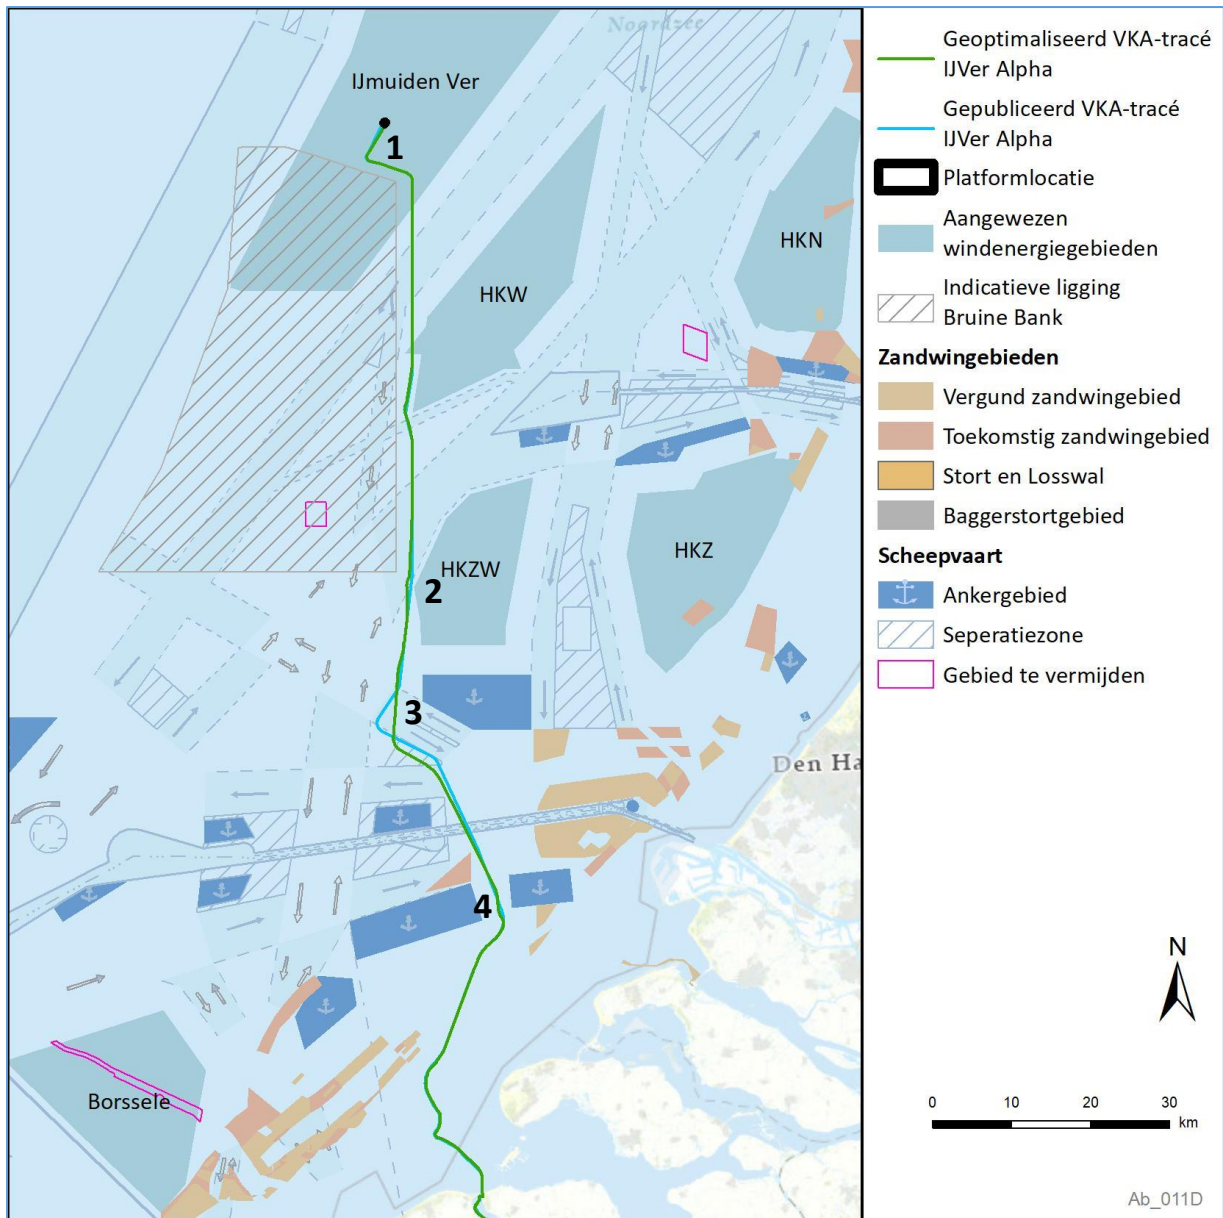 Noordzee
IJmuiden Ver
1
HKN
HKW
HKZ
HKZW
2
3
Den Ha
4
Borssele
Geoptimaliseerd VKA-tracé
IJVer Alpha
Gepubliceerd VKA-tracé
IJVer Alpha
Platformlocatie
Aangewezen
windenergiegebieden
Indicatieve ligging
Bruine Bank
Zandwingebieden
Vergund zandwingebied
Toekomstig zandwingebied
Stort en Losswal
Baggerstortgebied
Scheepvaart
Ankergebied
Seperatiezone
Gebied te vermijden
N
0 10 20 30
km
Ab_011D